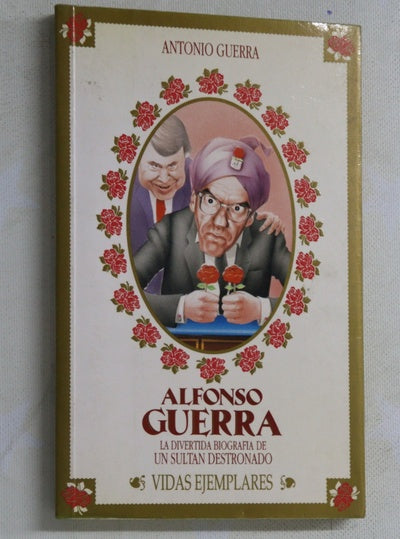 ANTONIO GUERRA
ALFONSO
GUERRA
LA DIVERTIDA BIOGRAFIA DE
UN SULTAN DESTRONADO
VIDAS EJEMPLARES